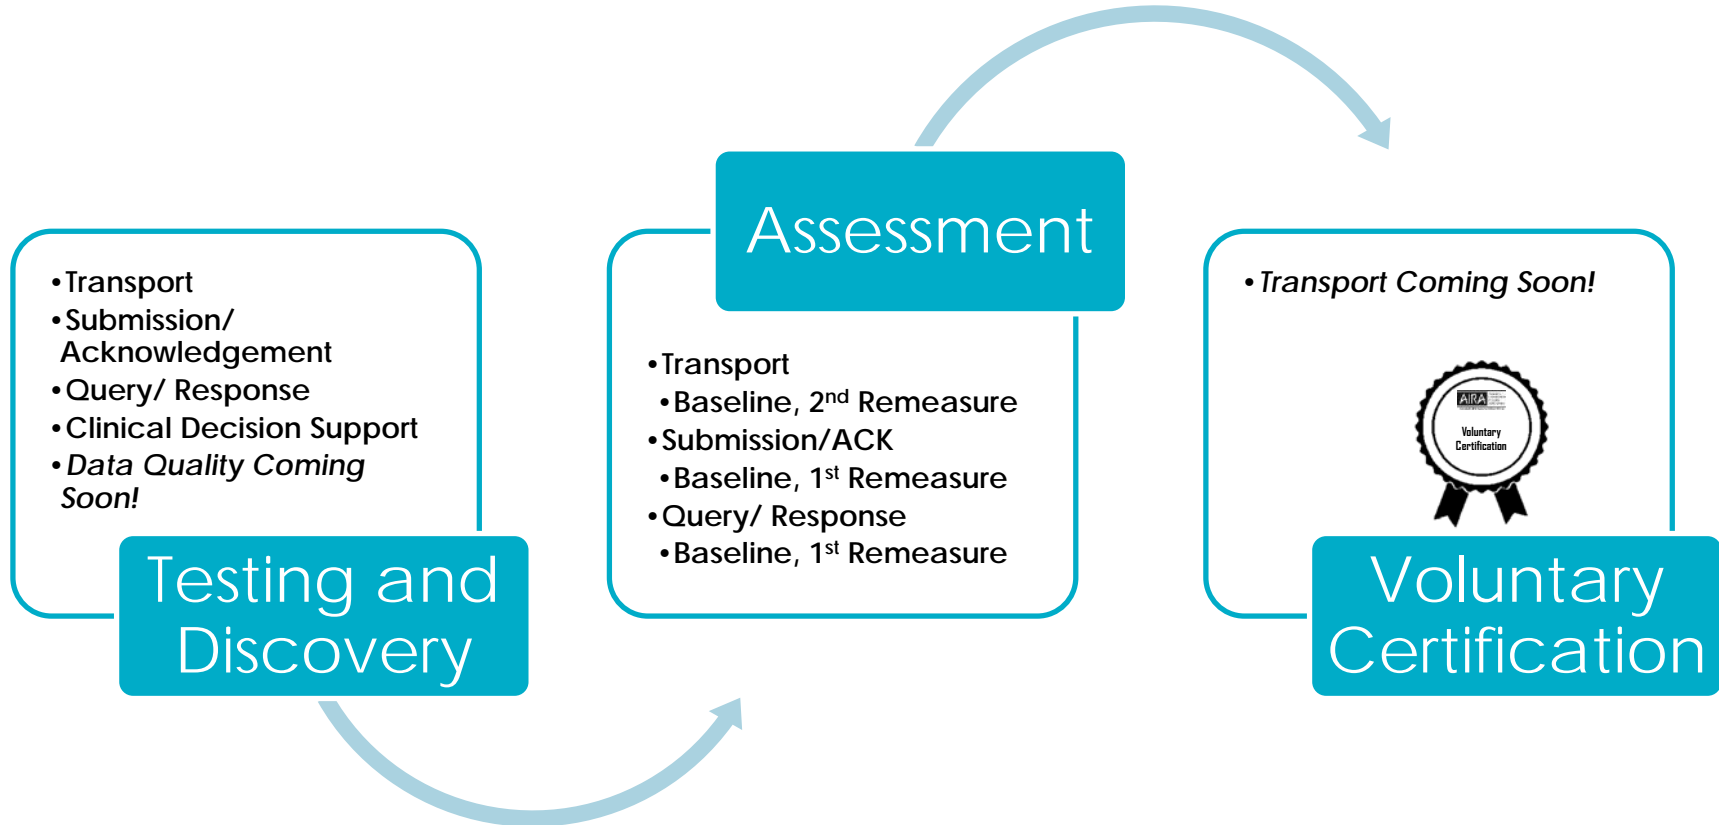 •Transport
•Submission/
Acknowledgement
•Query/ Response
•Clinical Decision Support
•Data Quality Coming
Soon!
Testing and
Discovery
Assessment
•Transport
•Baseline, 2nd Remeasure
•Submission/ACK
•Baseline, 1st Remeasure
•Query/ Response
•Baseline, 1st Remeasure
•Transport Coming Soon!
AIRA
Voluntary
Certification
Voluntary
Certification